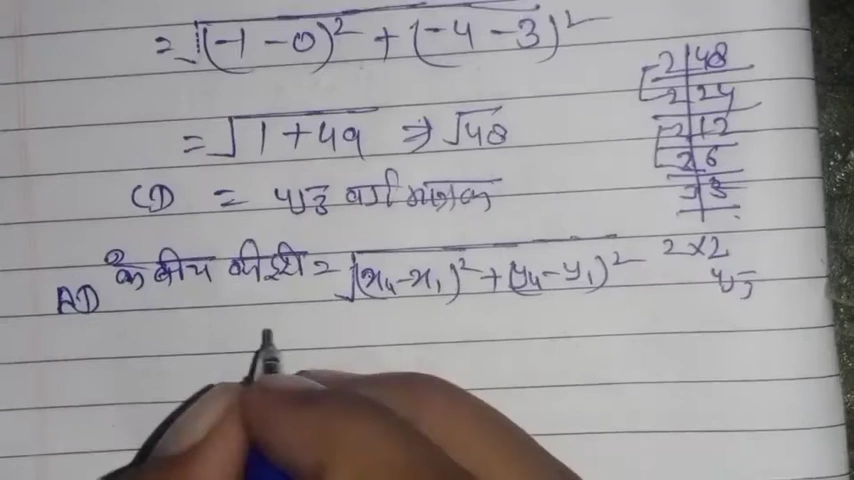 = √(-1 - 0)² + (-4 - 3)²
= √1 + 49 ⇒ √48
CD = 4√3 वर्ग मात्रक
AD के बीच की दूरी = √(x₄-x₁)² + (y₄-y₁)²
2 | 48
2 | 24
2 | 12
2 | 6
3 | 3
2×2
4√3